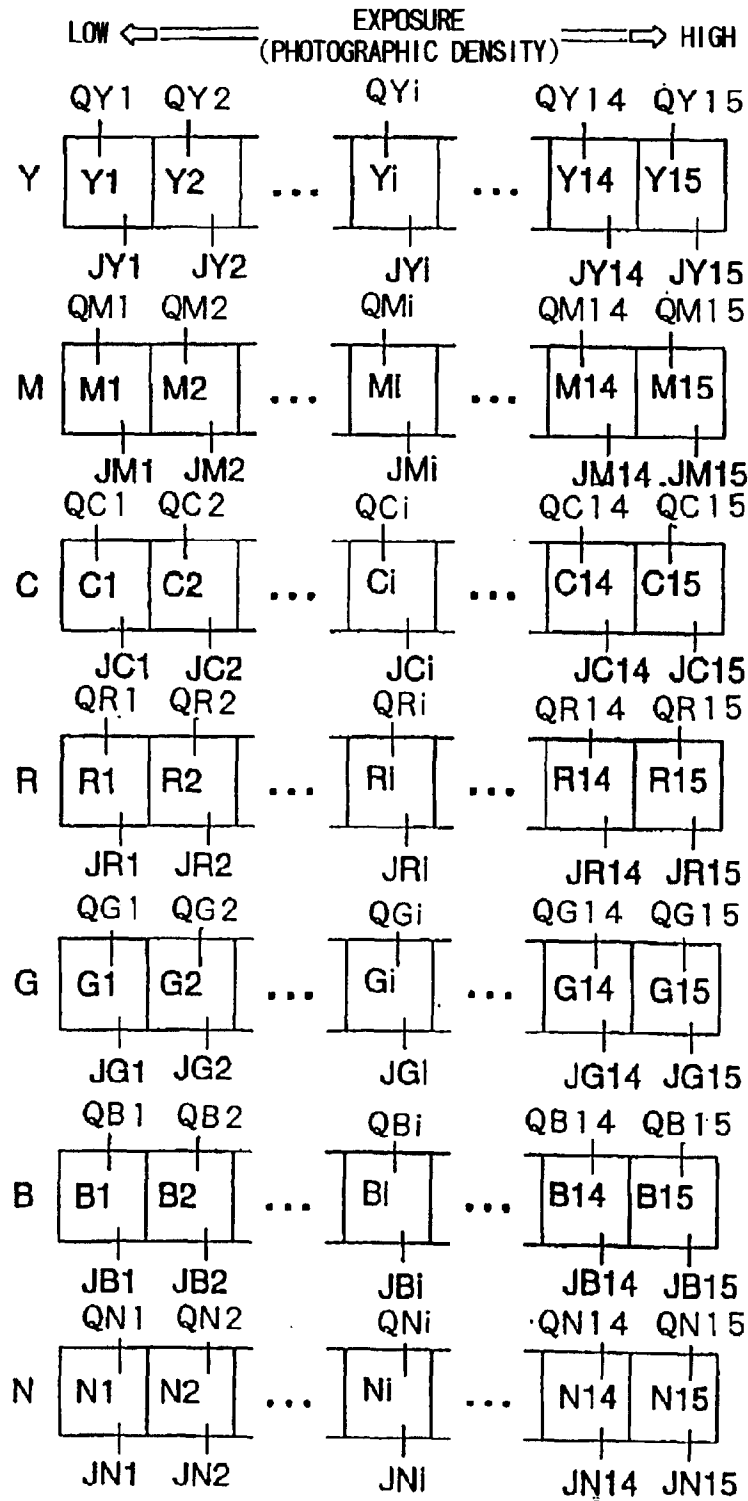 LOW EXPOSURE (PHOTOGRAPHIC DENSITY) HIGH
QY1 QY2 QYi QY14 QY15
Y Y1 Y2 ... Yi ... Y14 Y15
JY1 JY2 JYi JY14 JY15
QM1 QM2 QMi QM14 QM15
M M1 M2 ... Mi ... M14 M15
JM1 JM2 JMi JM14 JM15
QC1 QC2 QCi QC14 QC15
C C1 C2 ... Ci ... C14 C15
JC1 JC2 JCi JC14 JC15
QR1 QR2 QRi QR14 QR15
R R1 R2 ... Ri ... R14 R15
JR1 JR2 JRi JR14 JR15
QG1 QG2 QGi QG14 QG15
G G1 G2 ... Gi ... G14 G15
JG1 JG2 JGi JG14 JG15
QB1 QB2 QBi QB14 QB15
B B1 B2 ... Bi ... B14 B15
JB1 JB2 JBi JB14 JB15
QN1 QN2 QNi QN14 QN15
N N1 N2 ... Ni ... N14 N15
JN1 JN2 JNi JN14 JN15